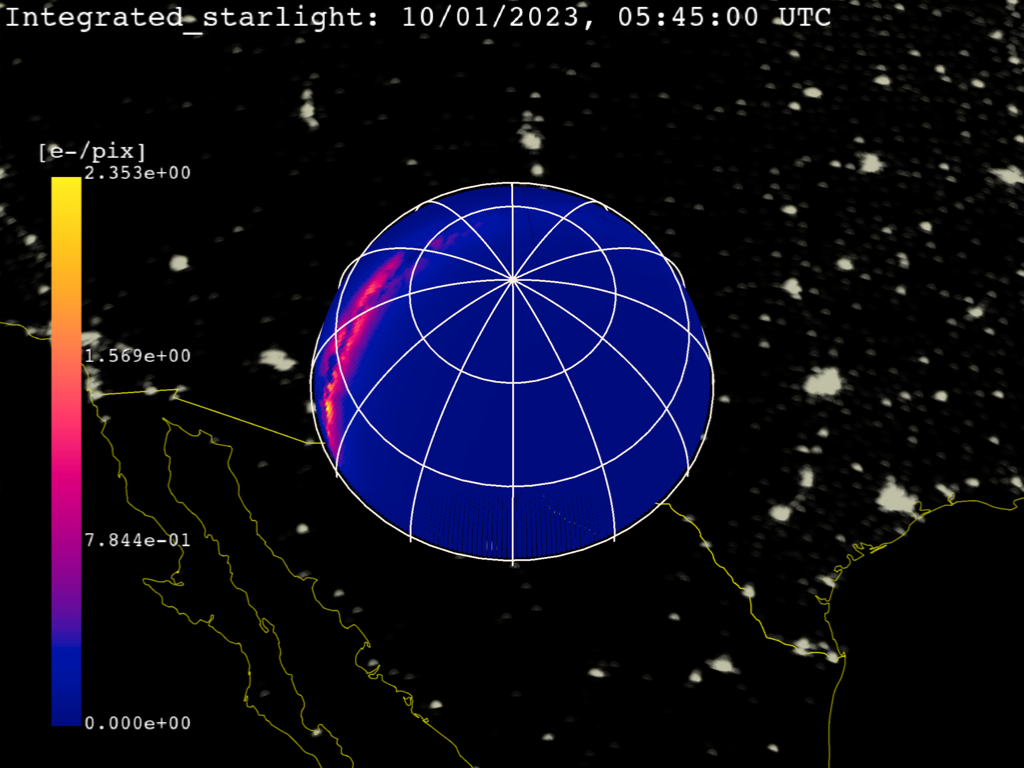 Integrated_starlight: 10/01/2023, 05:45:00 UTC
[e-/pix]
2.353e+00
1.569e+00
7.844e-01
0.000e+00